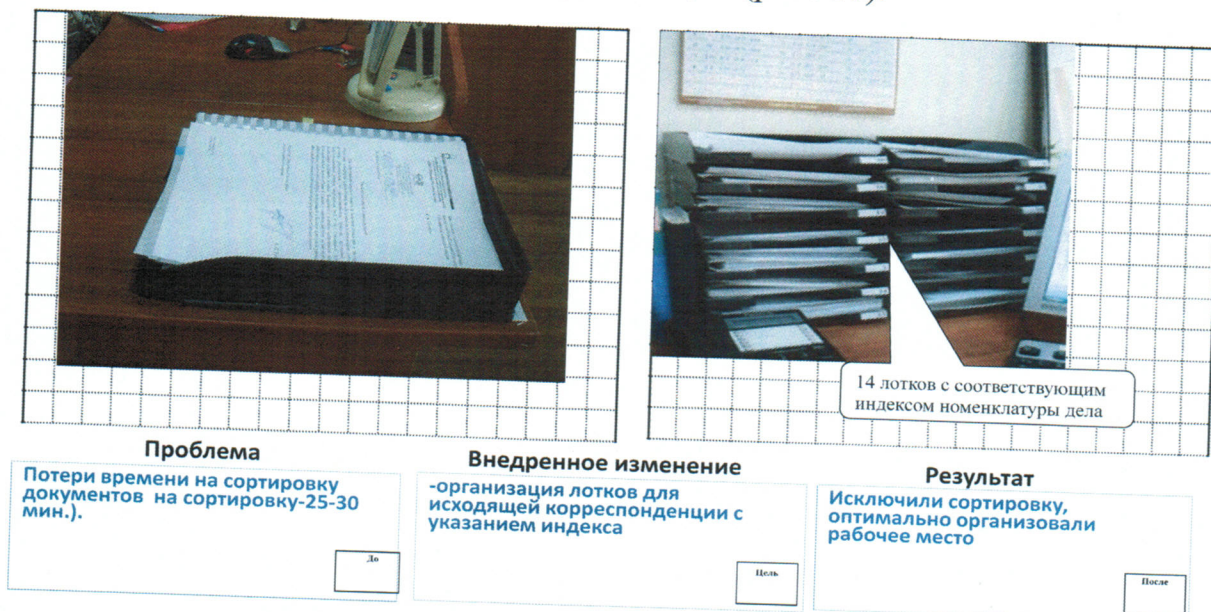 14 лотков с соответствующим
индексом номенклатуры дела
Проблема
Потери времени на сортировку
документов на сортировку-25-30
мин.).
До
Внедренное изменение
-организация лотков для
исходящей корреспонденции с
указанием индекса
Цель
Результат
Исключили сортировку,
оптимально организовали
рабочее место
После